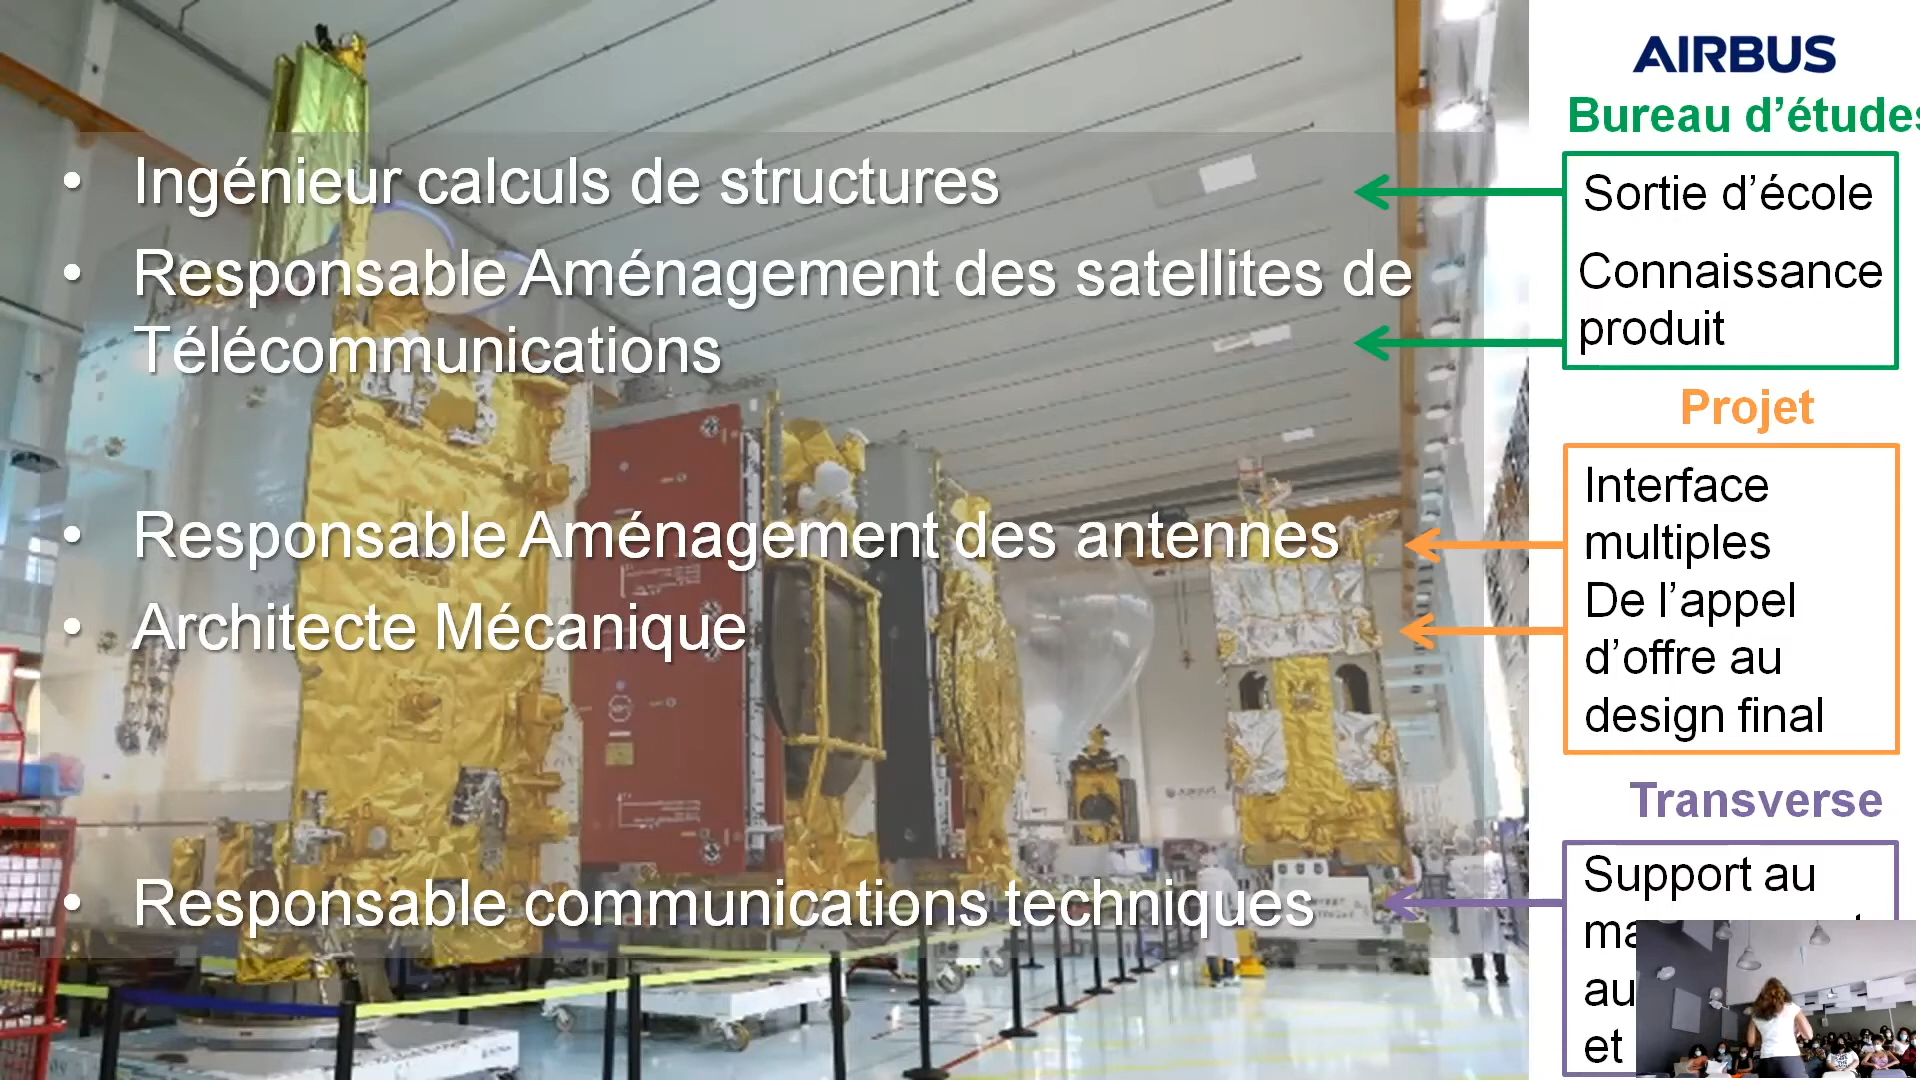 AIRBUS
Bureau d’études
• Ingénieur calculs de structures
Sortie d’école
• Responsable Aménagement des satellites de
Télécommunications
Connaissance
produit
Projet
• Responsable Aménagement des antennes
• Architecte Mécanique
Interface
multiples
De l’appel
d’offre au
design final
Transverse
• Responsable communications techniques
Support au
au
et
AIRBUS